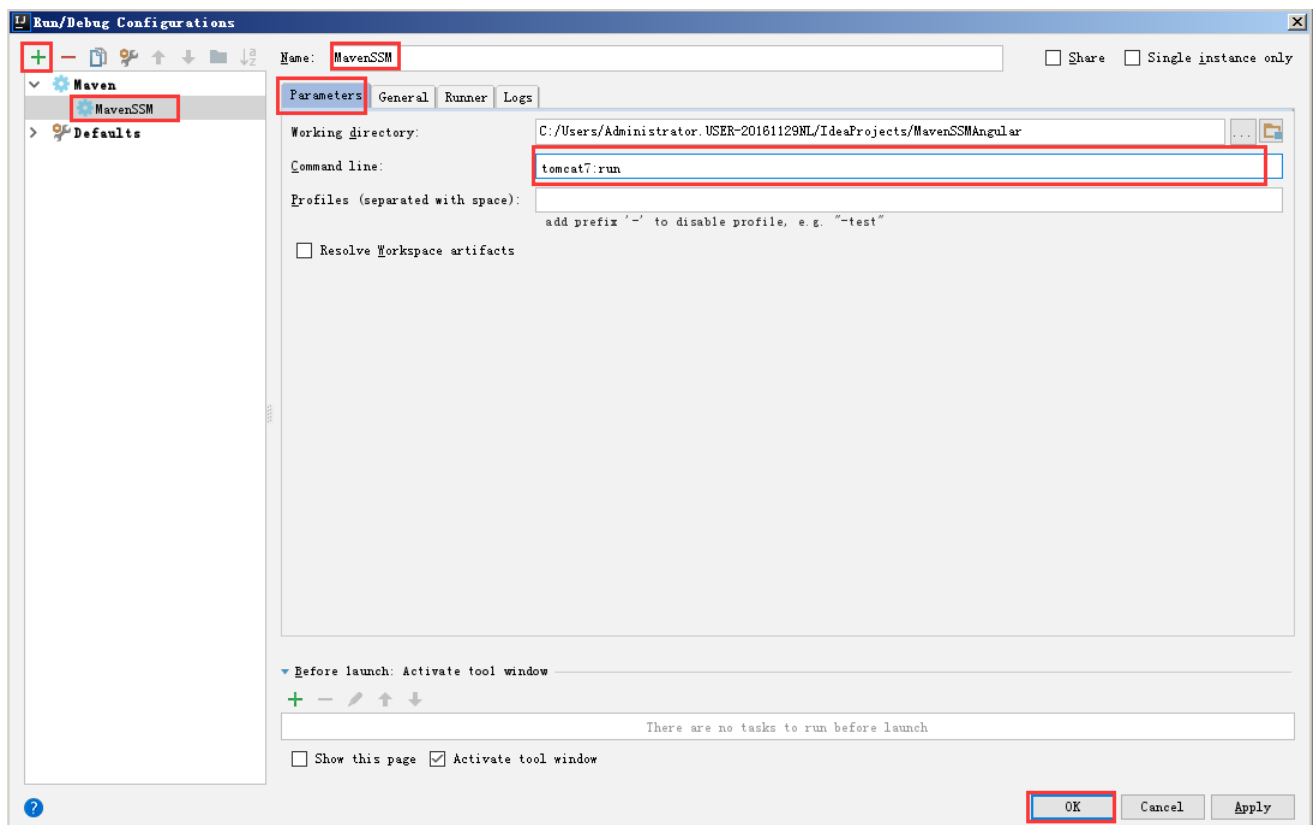 Run/Debug Configurations
Name: MavenSSM
Share
Single instance only
Maven
MavenSSM
Defaults
Parameters
General
Runner
Logs
Working directory: C:/Users/Administrator.USER-20161129NL/IdeaProjects/MavenSSMAngular
...
Command line: tomcat7:run
Profiles (separated with space):
add prefix '-' to disable profile, e.g. "-test"
Resolve Workspace artifacts
Before launch: Activate tool window
There are no tasks to run before launch
Show this page
Activate tool window
?
OK
Cancel
Apply